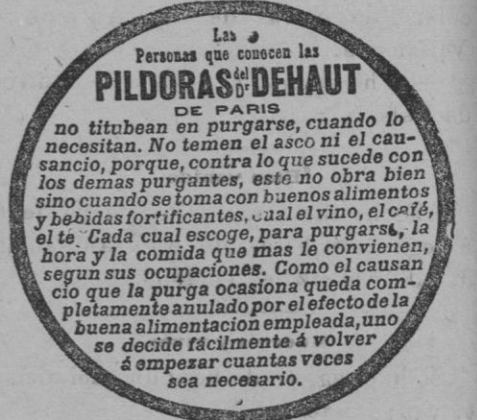 Las
Personas que conocen las
PILDORAS del Dr DEHAUT
DE PARIS
no titubean en purgarse, cuando lo
necesitan. No temen el asco ni el cau-
sancio, porque, contra lo que sucede con
los demas purgantes, este no obra bien
sino cuando se toma con buenos alimentos
y bebidas fortificantes, cual el vino, el café,
el té. Cada cual escoge, para purgarse, la
hora y la comida que mas le convienen,
segun sus ocupaciones. Como el causan
cio que la purga ocasiona queda com-
pletamente anulado por el efecto de la
buena alimentacion empleada, uno
se decide fácilmente á volver
á empezar cuantas veces
sea necesario.